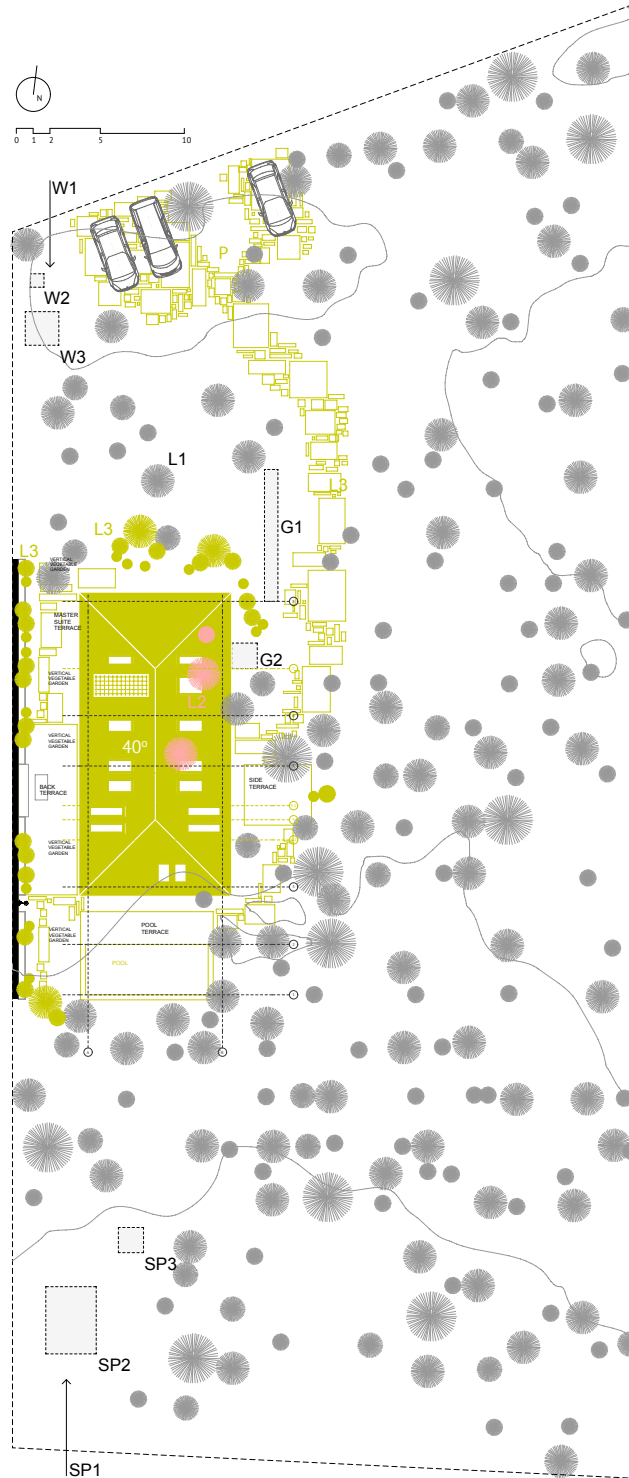 N
0 1 2 5 10
W1
P
W2
W3
L1
L3
G1
L3
L3
VERTICAL
VEGETABLE
GARDEN
MASTER
SUITE
TERRACE
G2
VERTICAL
VEGETABLE
GARDEN
L2
VERTICAL
VEGETABLE
GARDEN
40º
BACK
TERRACE
SIDE
TERRACE
VERTICAL
VEGETABLE
GARDEN
VERTICAL
VEGETABLE
GARDEN
POOL
TERRACE
POOL
SP3
SP2
SP1